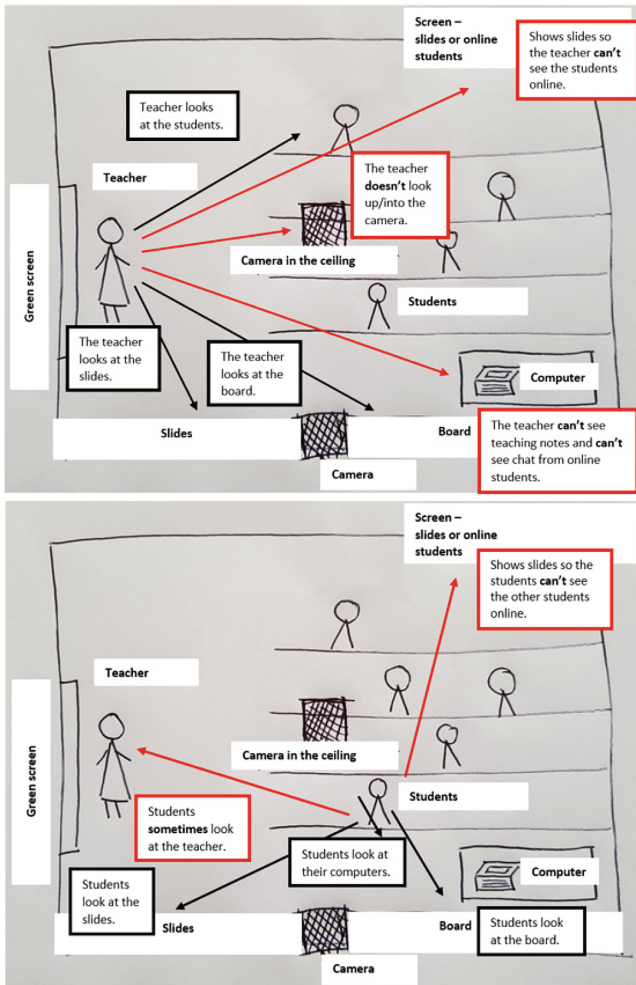 Screen –
slides or online
students
Shows slides so
the teacher can't
see the students
online.
Teacher looks
at the students.
Teacher
The teacher
doesn't look
up/into the
camera.
Green screen
Camera in the ceiling
Students
The teacher
looks at the
slides.
The teacher
looks at the
board.
Computer
Slides
Board
The teacher can't see
teaching notes and can't
see chat from online
students.
Camera
Screen –
slides or online
students
Shows slides so the
students can't see
the other students
online.
Teacher
Green screen
Camera in the ceiling
Students
Students
sometimes look
at the teacher.
Students look at
their computers.
Computer
Students
look at the
slides.
Slides
Board
Students look
at the board.
Camera